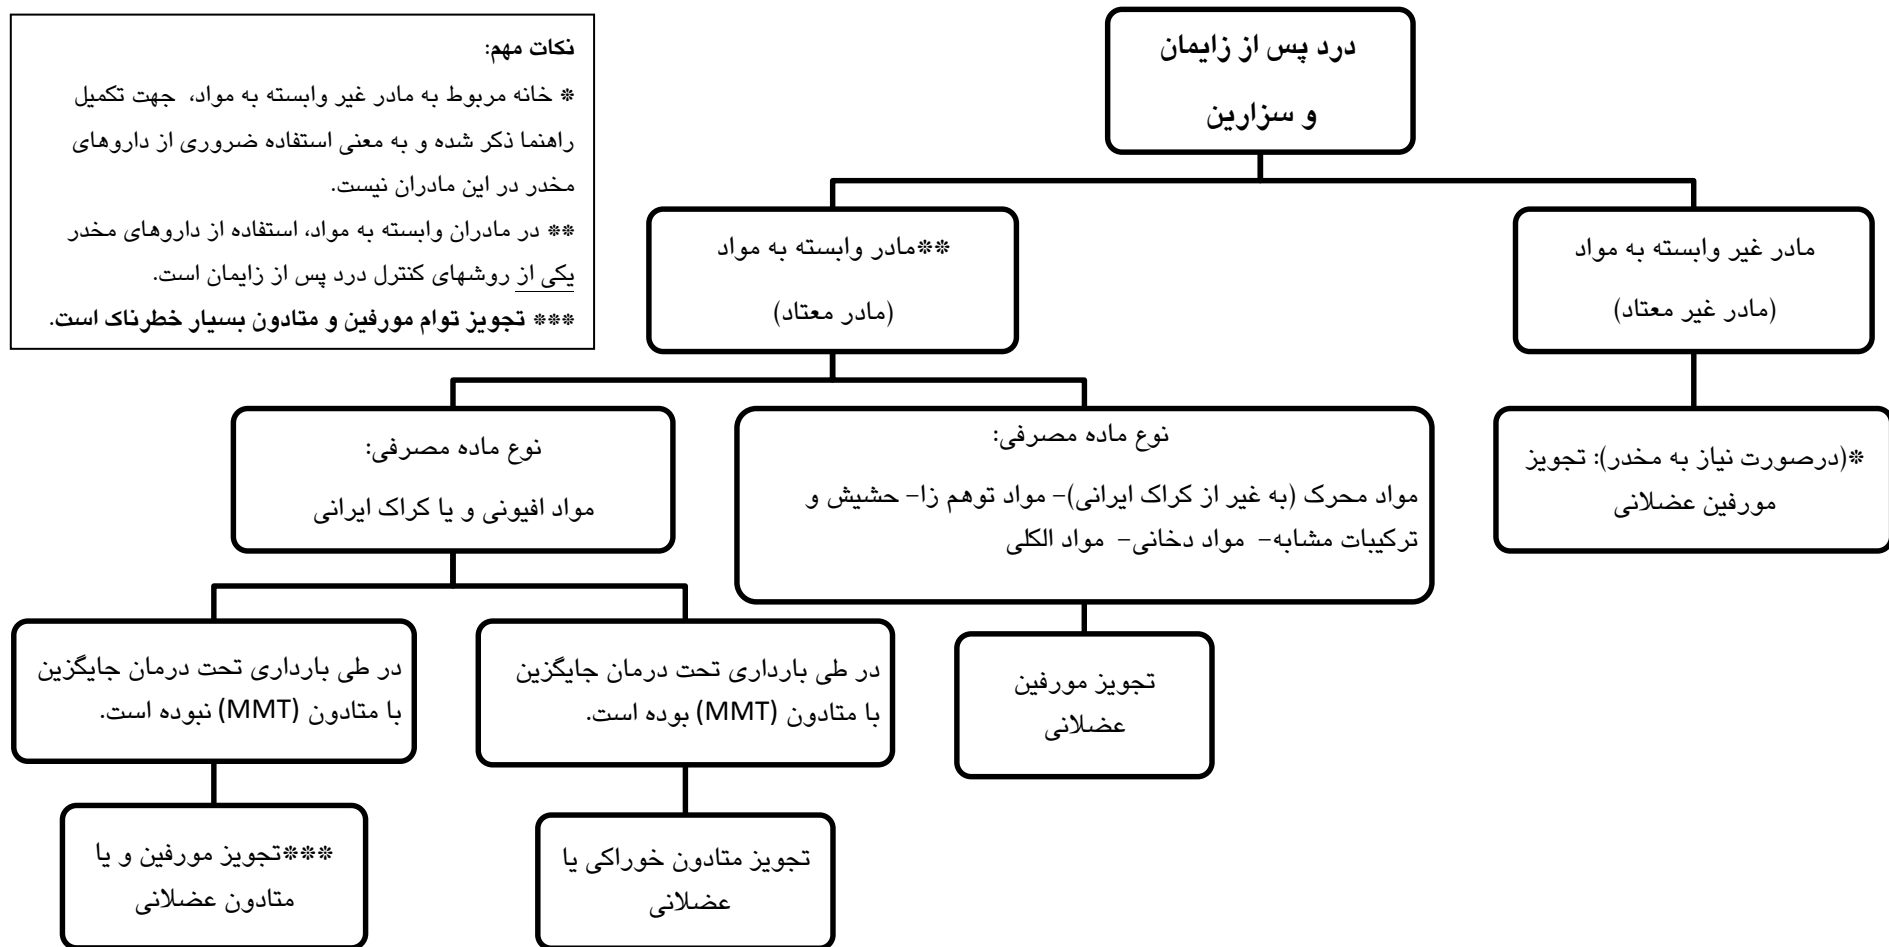 درد پس از زایمان
و سزارین
نکات مهم:
* خانه مربوط به مادر غیر وابسته به مواد، جهت تکمیل
راهنما ذکر شده و به معنی استفاده ضروری از داروهای
مخدر در این مادران نیست.
** در مادران وابسته به مواد، استفاده از داروهای مخدر
یکی از روشهای کنترل درد پس از زایمان است.
*** تجویز توام مورفین و متادون بسیار خطرناک است.
مادر غیر وابسته به مواد
(مادر غیر معتاد)
**مادر وابسته به مواد
(مادر معتاد)
*(درصورت نیاز به مخدر): تجویز
مورفین عضلانی
نوع ماده مصرفی:
مواد محرک (به غیر از کراک ایرانی)- مواد توهم زا- حشیش و
ترکیبات مشابه- مواد دخانی- مواد الکلی
نوع ماده مصرفی:
مواد افیونی و یا کراک ایرانی
تجویز مورفین
عضلانی
در طی بارداری تحت درمان جایگزین
با متادون (MMT) بوده است.
در طی بارداری تحت درمان جایگزین
با متادون (MMT) نبوده است.
تجویز متادون خوراکی یا
عضلانی
***تجویز مورفین و یا
متادون عضلانی